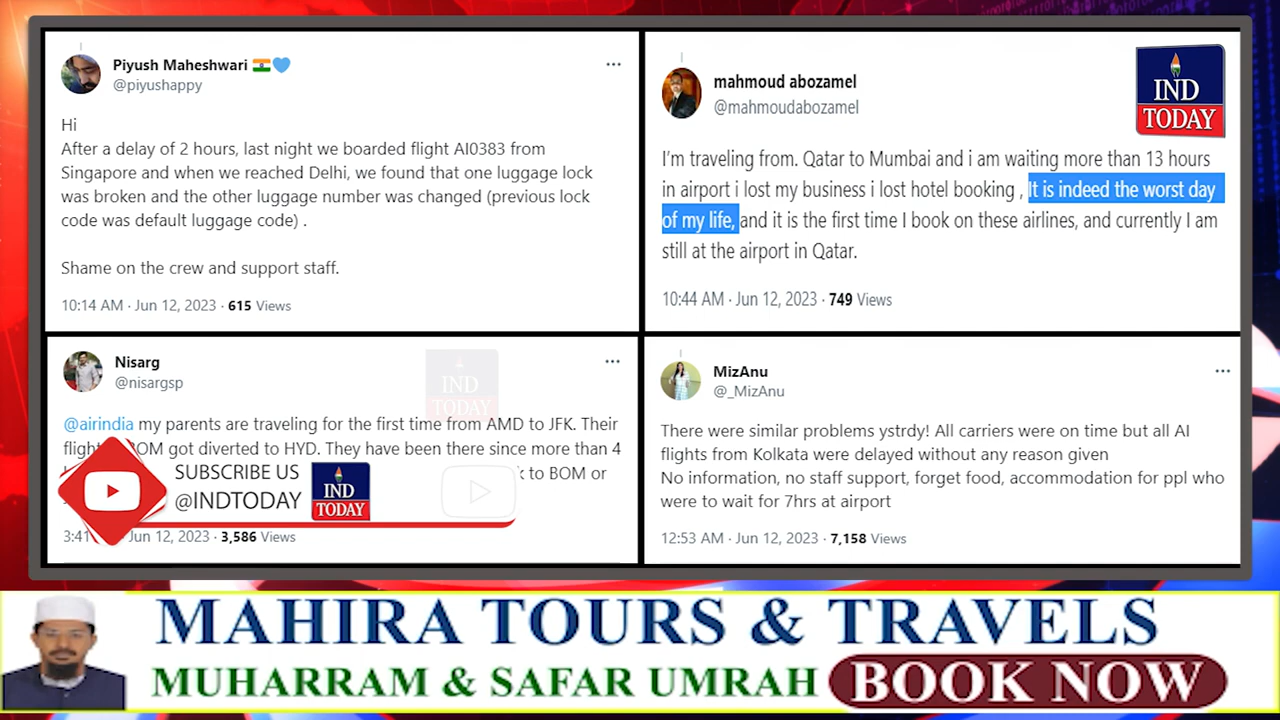 Piyush Maheshwari
@piyushappy
Hi
After a delay of 2 hours, last night we boarded flight AI0383 from
Singapore and when we reached Delhi, we found that one luggage lock
was broken and the other luggage number was changed (previous lock
code was default luggage code) .
Shame on the crew and support staff.
10:14 AM · Jun 12, 2023 · 615 Views
mahmoud abozamel
@mahmoudabozamel
IND
TODAY
I'm traveling from. Qatar to Mumbai and i am waiting more than 13 hours
in airport i lost my business i lost hotel booking , It is indeed the worst day
of my life, and it is the first time I book on these airlines, and currently I am
still at the airport in Qatar.
10:44 AM · Jun 12, 2023 · 749 Views
Nisarg
@nisargsp
IND
TODAY
@airindia my parents are traveling for the first time from AMD to JFK. Their
BOM got diverted to HYD. They have been there since more than 4
to BOM or
3:41 Jun 12, 2023 · 3,586 Views
SUBSCRIBE US
@INDTODAY
IND
TODAY
MizAnu
@_MizAnu
There were similar problems ystrdy! All carriers were on time but all AI
flights from Kolkata were delayed without any reason given
No information, no staff support, forget food, accommodation for ppl who
were to wait for 7hrs at airport
12:53 AM · Jun 12, 2023 · 7,158 Views
MAHIRA TOURS & TRAVELS
MUHARRAM & SAFAR UMRAH
BOOK NOW